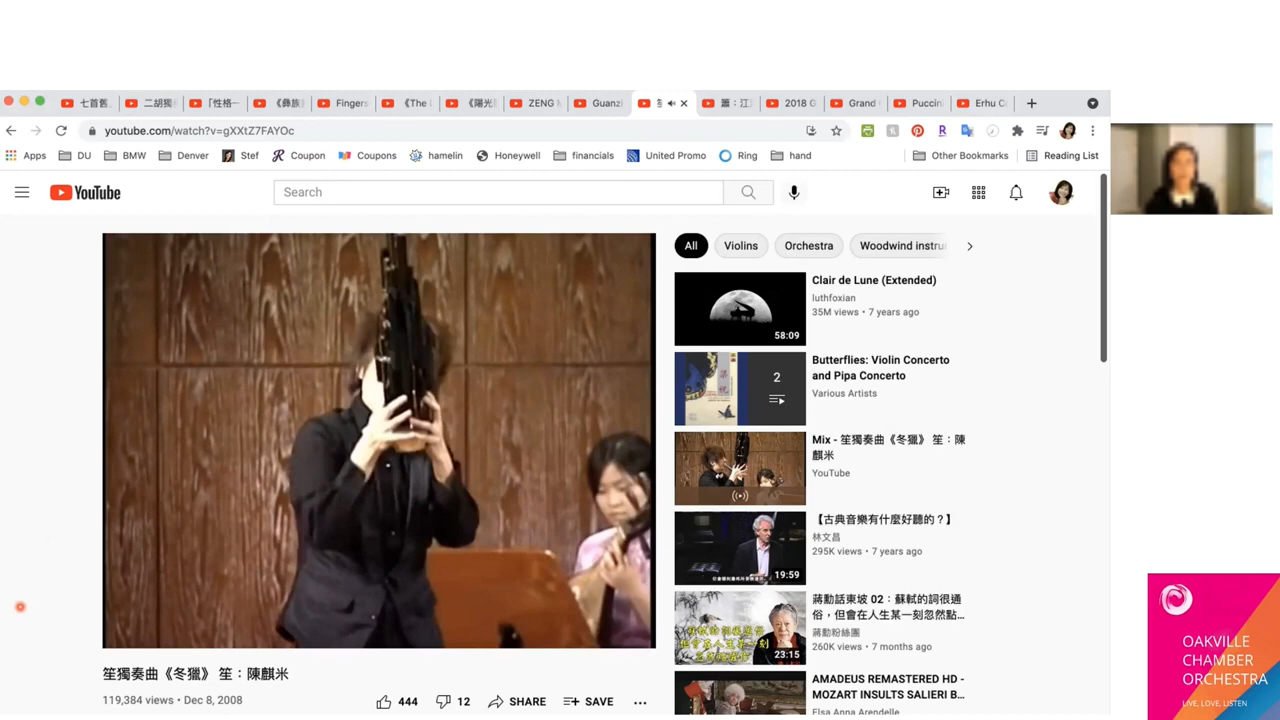 七首舊
二胡獨
「性格一
《彝族
Fingers
《The
《陽光
ZENG
Guanzi
簫：江
2018 G
Grand
Puccin
Erhu C
youtube.com/watch?v=gXXtZ7FAYOc
Apps
DU
BMW
Denver
Stef
Coupon
Coupons
hamelin
Honeywell
financials
United Promo
Ring
hand
Other Bookmarks
Reading List
YouTube
Search
All
Violins
Orchestra
Woodwind instru
Clair de Lune (Extended)
luthfoxian
35M views • 7 years ago
58:09
Butterflies: Violin Concerto
and Pipa Concerto
Various Artists
2
Mix - 笙獨奏曲《冬獵》 笙：陳
麒米
YouTube
【古典音樂有什麼好聽的？】
林文昌
295K views • 7 years ago
19:59
蔣勳話東坡 02：蘇軾的詞很通
俗，但會在人生某一刻忽然點...
蔣勳粉絲團
260K views • 7 months ago
23:15
AMADEUS REMASTERED HD -
MOZART INSULTS SALIERI B...
Elsa Anna Arendelle
笙獨奏曲《冬獵》 笙：陳麒米
119,384 views • Dec 8, 2008
444
12
SHARE
SAVE
OAKVILLE
CHAMBER
ORCHESTRA
LIVE, LOVE, LISTEN